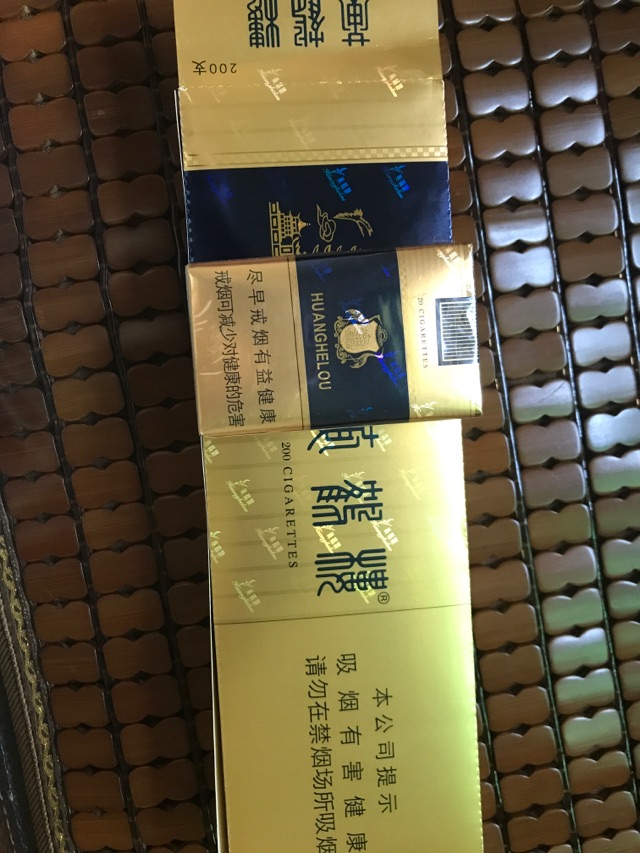 200支
尽早戒烟有益健康
戒烟可减少对健康的危害
HUANGHELOU
20 CIGARETTES
黄鹤楼®
200 CIGARETTES
本公司提示
吸烟有害健康
请勿在禁烟场所吸烟